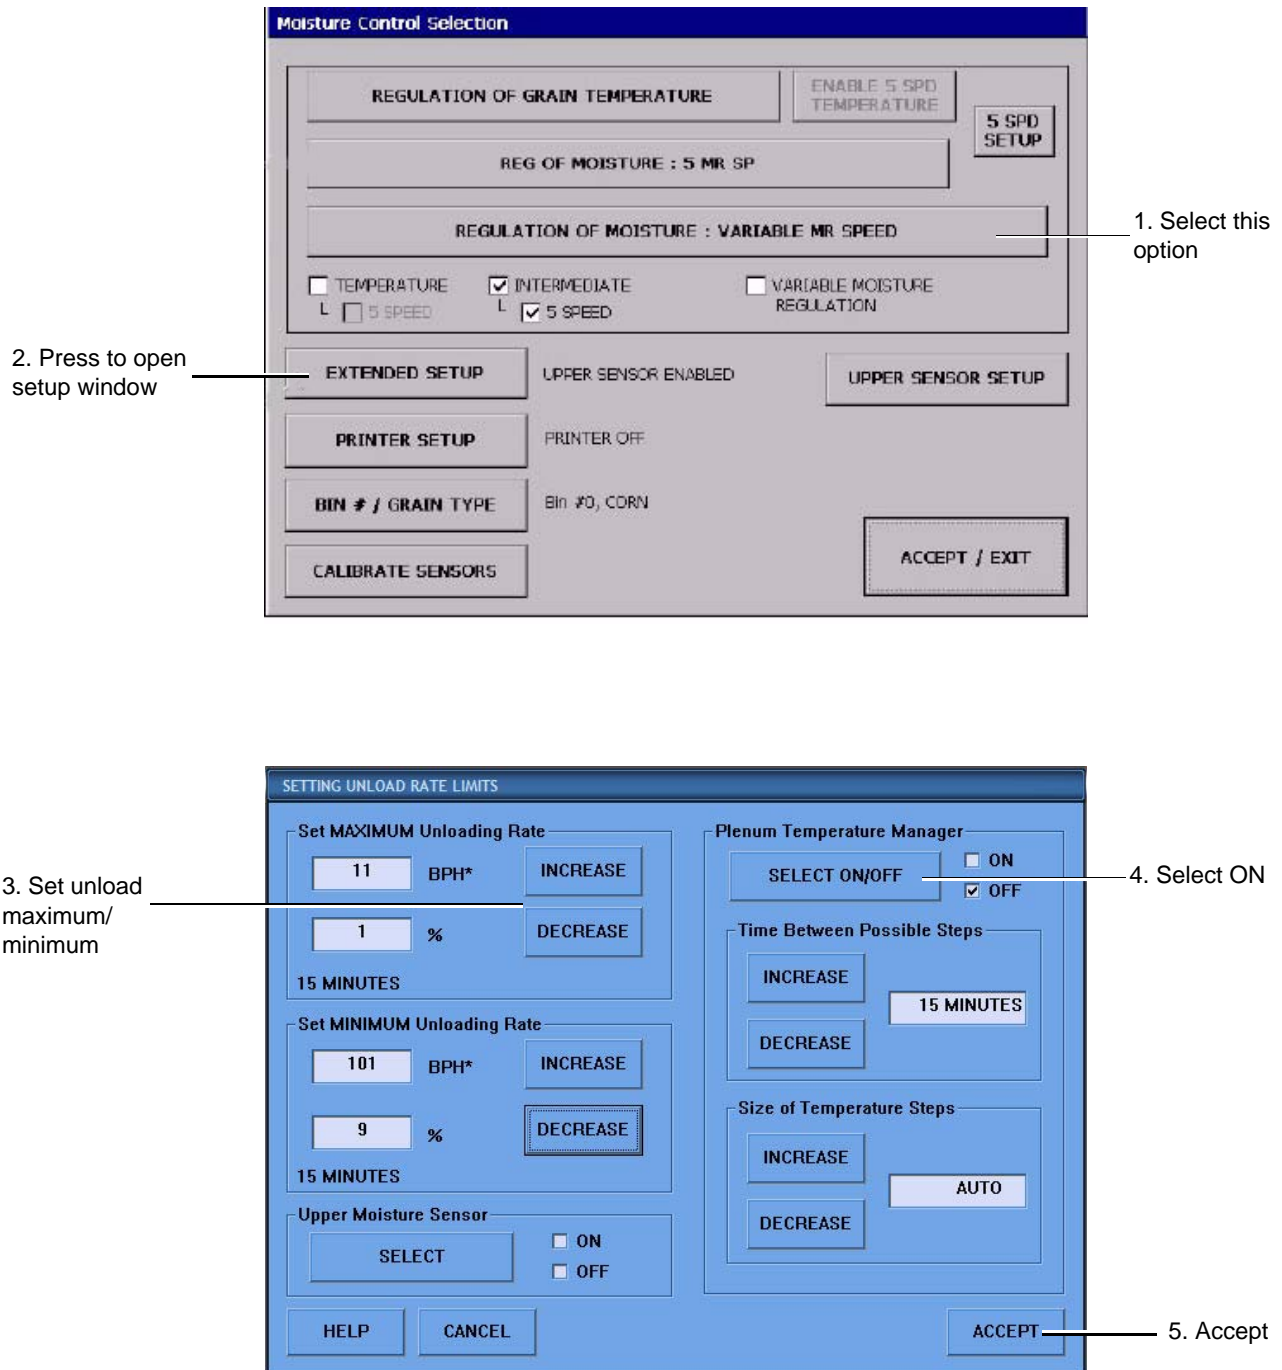 Moisture Control Selection
REGULATION OF GRAIN TEMPERATURE
ENABLE 5 SPD
TEMPERATURE
5 SPD
SETUP
REG OF MOISTURE : 5 MR SP
REGULATION OF MOISTURE : VARIABLE MR SPEED
1. Select this
option
TEMPERATURE
INTERMEDIATE
VARIABLE MOISTURE
REGULATION
L 5 SPEED
L 5 SPEED
2. Press to open
setup window
EXTENDED SETUP
UPPER SENSOR ENABLED
UPPER SENSOR SETUP
PRINTER SETUP
PRINTER OFF
BIN # / GRAIN TYPE
Bin #0, CORN
CALIBRATE SENSORS
ACCEPT / EXIT
SETTING UNLOAD RATE LIMITS
Set MAXIMUM Unloading Rate
11 BPH* INCREASE
1 % DECREASE
15 MINUTES
3. Set unload
maximum/
minimum
Set MINIMUM Unloading Rate
101 BPH* INCREASE
9 % DECREASE
15 MINUTES
Upper Moisture Sensor
SELECT
ON
OFF
Plenum Temperature Manager
SELECT ON/OFF
ON
OFF
4. Select ON
Time Between Possible Steps
INCREASE
15 MINUTES
DECREASE
Size of Temperature Steps
INCREASE
AUTO
DECREASE
HELP
CANCEL
ACCEPT
5. Accept